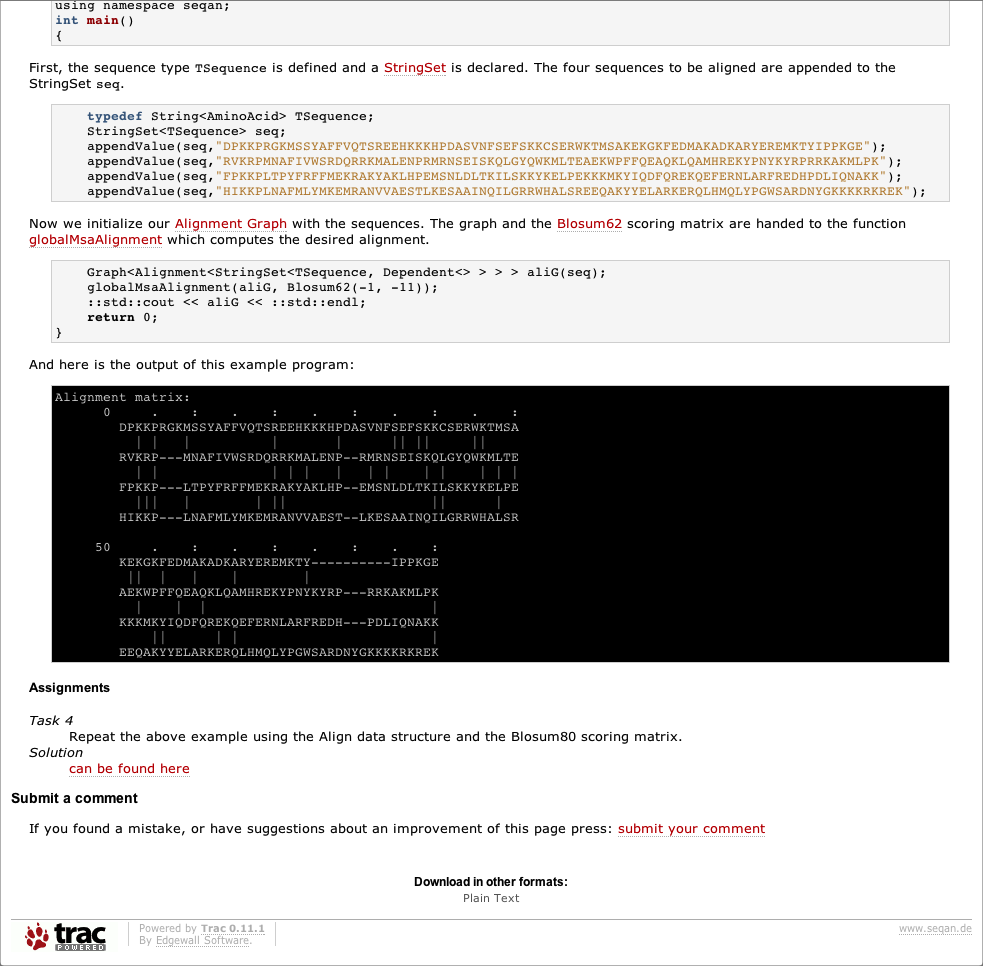 using namespace seqan;
int main()
{
First, the sequence type TSequence is defined and a StringSet is declared. The four sequences to be aligned are appended to the
StringSet seq.
    typedef String<AminoAcid> TSequence;
    StringSet<TSequence> seq;
    appendValue(seq,"DPKKPRGKMSSYAFFVQTSREEHKKKHPDASVNFSEFSKKCSERWKTMSAKEKGKFEDMAKADKARYEREMKTYIPPKGE");
    appendValue(seq,"RVKRPMNAFIVWSRDQRRKMALENPRMRNSEISKQLGYQWKMLTEAEKWPFFQEAQKLQAMHREKYPNYKYRPRRKAKMLPK");
    appendValue(seq,"FPKKPLTPYFRFFMEKRAKYAKLHPEMSNLDLTKILSKKYKELPEKKKMKYIQDFQREKQEFERNLARFREDHPDLIQNAKK");
    appendValue(seq,"HIKKPLNAFMLYMKEMRANVVAESTLKESAAINQILGRRWHALSREEQAKYYELARKERQLHMQLYPGWSARDNYGKKKKRKREK");
Now we initialize our Alignment Graph with the sequences. The graph and the Blosum62 scoring matrix are handed to the function
globalMsaAlignment which computes the desired alignment.
    Graph<Alignment<StringSet<TSequence, Dependent<> > > > aliG(seq);
    globalMsaAlignment(aliG, Blosum62(-1, -11));
    ::std::cout << aliG << ::std::endl;
    return 0;
}
And here is the output of this example program:
Alignment matrix:
      0     .    :    .    :    .    :    .    :    .    :
        DPKKPRGKMSSYAFFVQTSREEHKKKHPDASVNFSEFSKKCSERWKTMSA
          | |   |          |       |      || ||     ||
        RVKRP---MNAFIVWSRDQRRKMALENP--RMRNSEISKQLGYQWKMLTE
          | |              | | |   |   | |    | |    | | |
        FPKKP---LTPYFRFFMEKRAKYAKLHP--EMSNLDLTKILSKKYKELPE
          |||   |        | ||                  ||      |
        HIKKP---LNAFMLYMKEMRANVVAEST--LKESAAINQILGRRWHALSR
     50     .    :    .    :    .    :    .    :
        KEKGKFEDMAKADKARYEREMKTY----------IPPKGE
         ||  |   |    |        |
        AEKWPFFQEAQKLQAMHREKYPNYKYRP---RRKAKMLPK
          |    |  |                            |
        KKKMKYIQDFQREKQEFERNLARFREDH---PDLIQNAKK
            ||      | |                        |
        EEQAKYYELARKERQLHMQLYPGWSARDNYGKKKKRKREK
Assignments
Task 4
Repeat the above example using the Align data structure and the Blosum80 scoring matrix.
Solution
can be found here
Submit a comment
If you found a mistake, or have suggestions about an improvement of this page press: submit your comment
Download in other formats:
Plain Text
trac POWERED
Powered by Trac 0.11.1
By Edgewall Software.
www.seqan.de